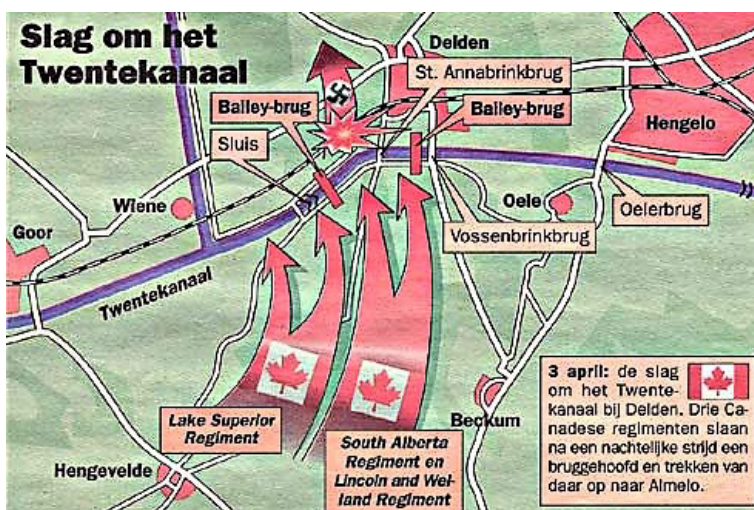 Slag om het
Twentekanaal
Delden
St. Annabrinkbrug
Bailey-brug
Bailey-brug
Sluis
Hengelo
Wiene
Oele
Oelerbrug
Goor
Vossenbrinkbrug
Twentekanaal
Lake Superior
Regiment
Beckum
South Alberta
Regiment en
Lincoln and Wel-
land Regiment
Hengevelde
3 april: de slag
om het Twente-
kanaal bij Delden. Drie Ca-
nadese regimenten slaan
na een nachtelijke strijd een
bruggehoofd en trekken van
daar op naar Almelo.